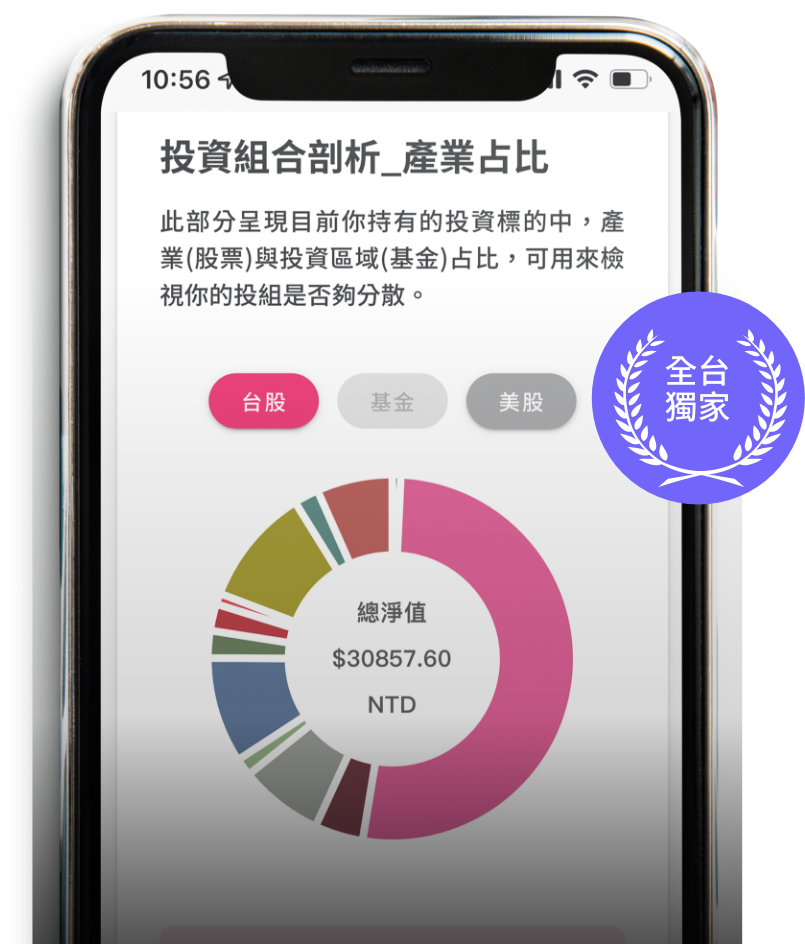 10:56
投資組合剖析_產業占比
此部分呈現目前你持有的投資標的中，產
業(股票)與投資區域(基金)占比，可用來檢
視你的投組是否夠分散。
全台
獨家
台股
基金
美股
總淨值
$30857.60
NTD